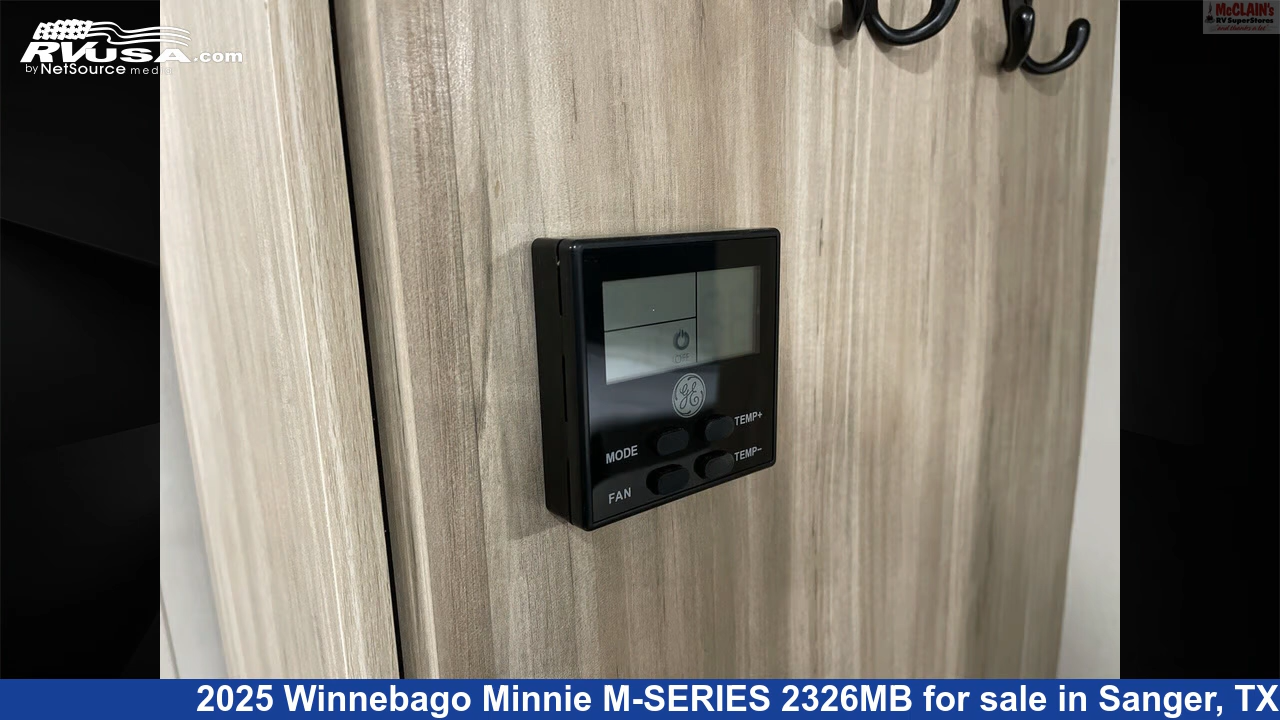 RVUSA.com
by NetSource media
McCLAIN's
RV SuperStores
OFF
GE
MODE
TEMP+
FAN
TEMP-
2025 Winnebago Minnie M-SERIES 2326MB for sale in Sanger, TX